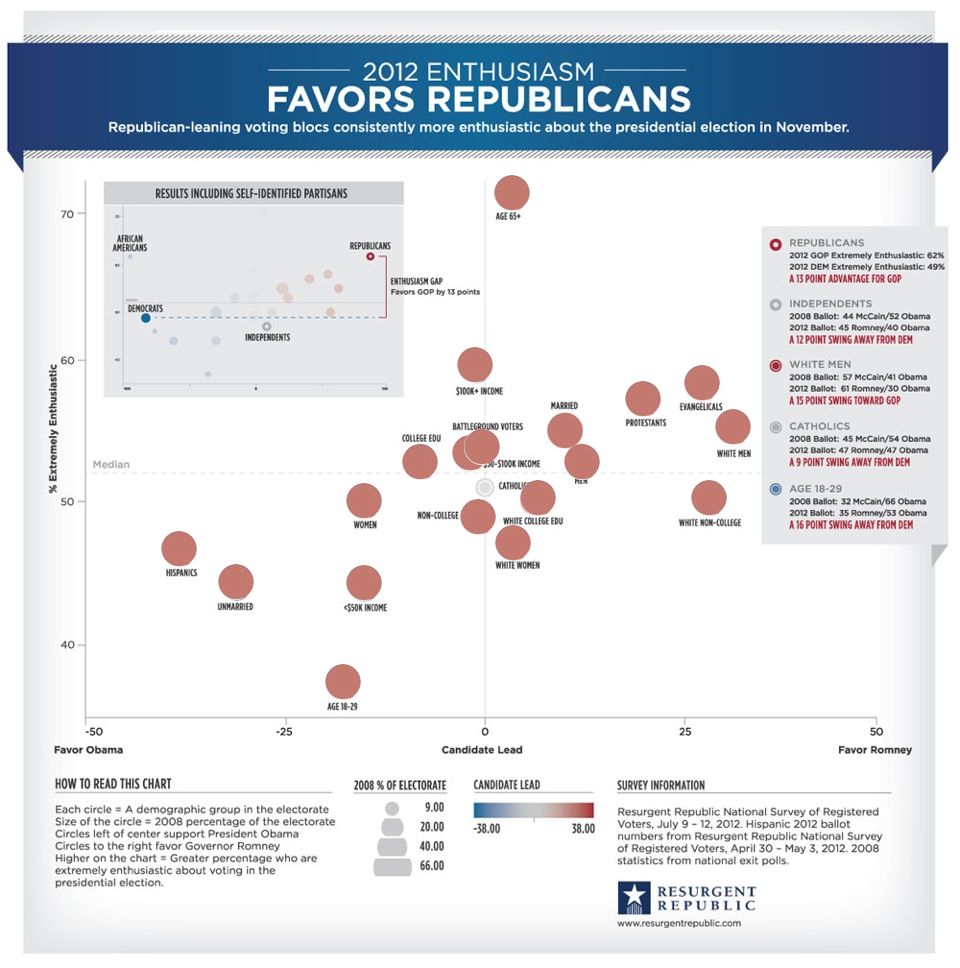 2012 ENTHUSIASM
FAVORS REPUBLICANS
Republican-leaning voting blocs consistently more enthusiastic about the presidential election in November.
RESULTS INCLUDING SELF-IDENTIFIED PARTISANS
70
AFRICAN
AMERICANS
REPUBLICANS
60
ENTHUSIASM GAP
Favors GOP by 13 points
Median
DEMOCRATS
50
INDEPENDENTS
40
-100
0
100
% Extremely Enthusiastic
70
60
50
40
Median
AGE 65+
$100K+ INCOME
EVANGELICALS
PROTESTANTS
MARRIED
WHITE MEN
BATTLEGROUND VOTERS
COLLEGE EDU
$50-$100K INCOME
MEN
CATHOLICS
WOMEN
NON-COLLEGE
WHITE COLLEGE EDU
WHITE NON-COLLEGE
WHITE WOMEN
HISPANICS
UNMARRIED
<$50K INCOME
AGE 18-29
-50
-25
0
25
50
Favor Obama
Candidate Lead
Favor Romney
REPUBLICANS
2012 GOP Extremely Enthusiastic: 62%
2012 DEM Extremely Enthusiastic: 49%
A 13 POINT ADVANTAGE FOR GOP
INDEPENDENTS
2008 Ballot: 44 McCain/52 Obama
2012 Ballot: 45 Romney/40 Obama
A 12 POINT SWING AWAY FROM DEM
WHITE MEN
2008 Ballot: 57 McCain/41 Obama
2012 Ballot: 61 Romney/30 Obama
A 15 POINT SWING TOWARD GOP
CATHOLICS
2008 Ballot: 45 McCain/54 Obama
2012 Ballot: 47 Romney/47 Obama
A 9 POINT SWING AWAY FROM DEM
AGE 18-29
2008 Ballot: 32 McCain/66 Obama
2012 Ballot: 35 Romney/53 Obama
A 16 POINT SWING AWAY FROM DEM
HOW TO READ THIS CHART
Each circle = A demographic group in the electorate
Size of the circle = 2008 percentage of the electorate
Circles left of center support President Obama
Circles to the right favor Governor Romney
Higher on the chart = Greater percentage who are
extremely enthusiastic about voting in the
presidential election.
2008 % OF ELECTORATE
9.00
20.00
40.00
66.00
CANDIDATE LEAD
-38.00
38.00
SURVEY INFORMATION
Resurgent Republic National Survey of Registered
Voters, July 9 – 12, 2012. Hispanic 2012 ballot
numbers from Resurgent Republic National Survey
of Registered Voters, April 30 – May 3, 2012. 2008
statistics from national exit polls.
RESURGENT
REPUBLIC
www.resurgentrepublic.com